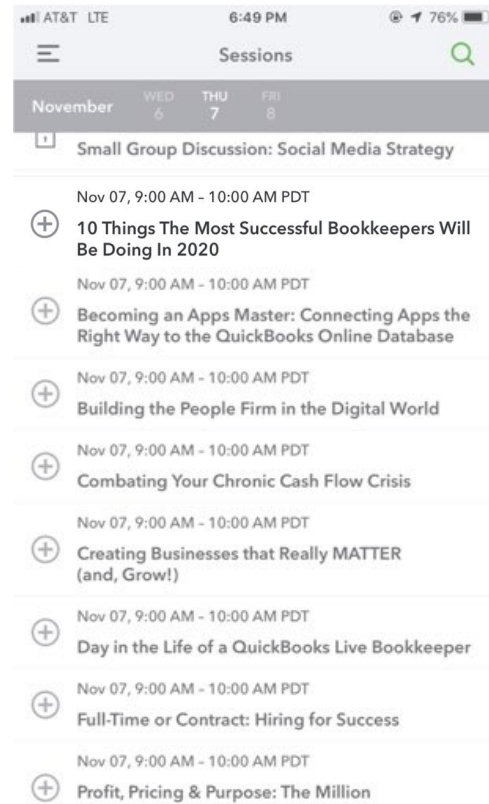 AT&T LTE 6:49 PM 76%
Sessions
November WED THU FRI
6 7 8
Small Group Discussion: Social Media Strategy
Nov 07, 9:00 AM – 10:00 AM PDT
10 Things The Most Successful Bookkeepers Will
Be Doing In 2020
Nov 07, 9:00 AM – 10:00 AM PDT
Becoming an Apps Master: Connecting Apps the
Right Way to the QuickBooks Online Database
Nov 07, 9:00 AM – 10:00 AM PDT
Building the People Firm in the Digital World
Nov 07, 9:00 AM – 10:00 AM PDT
Combating Your Chronic Cash Flow Crisis
Nov 07, 9:00 AM – 10:00 AM PDT
Creating Businesses that Really MATTER
(and, Grow!)
Nov 07, 9:00 AM – 10:00 AM PDT
Day in the Life of a QuickBooks Live Bookkeeper
Nov 07, 9:00 AM – 10:00 AM PDT
Full-Time or Contract: Hiring for Success
Nov 07, 9:00 AM – 10:00 AM PDT
Profit, Pricing & Purpose: The Million